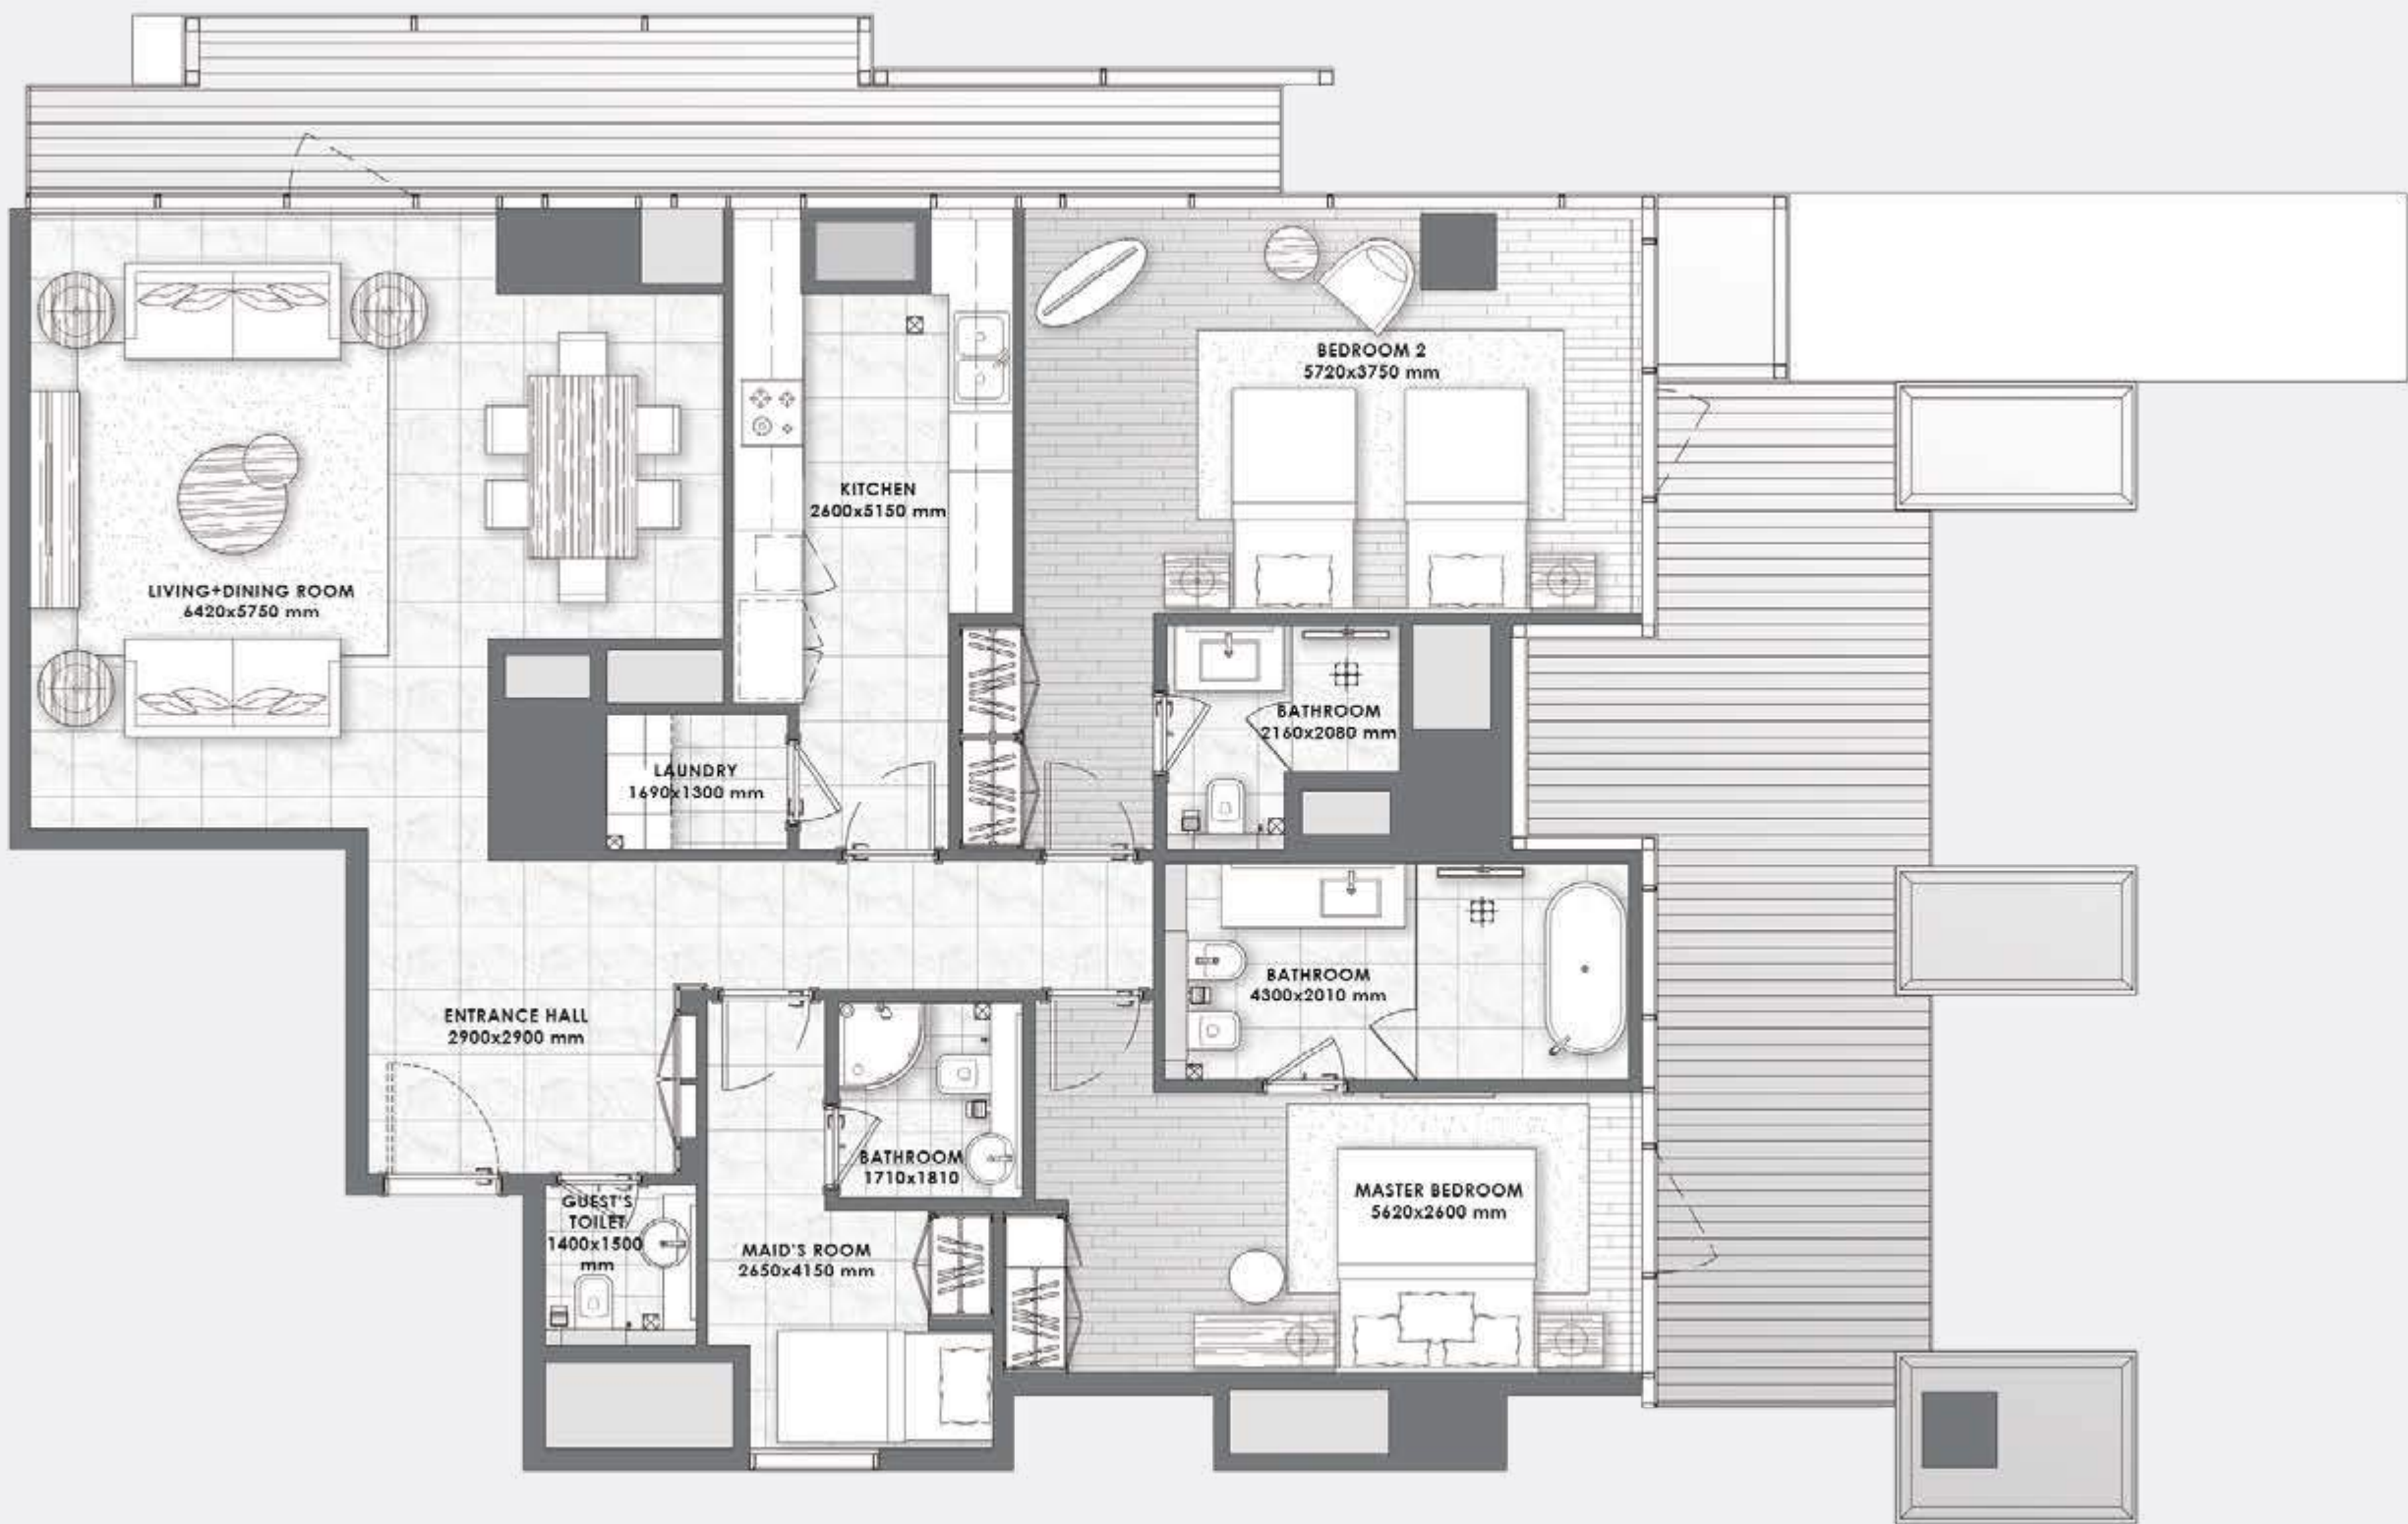 BEDROOM 2
5720x3750 mm
KITCHEN
2600x5150 mm
LIVING+DINING ROOM
6420x5750 mm
BATHROOM
2160x2080 mm
LAUNDRY
1690x1300 mm
BATHROOM
4300x2010 mm
ENTRANCE HALL
2900x2900 mm
BATHROOM
1710x1810
MASTER BEDROOM
5620x2600 mm
GUEST'S
TOILET
1400x1500
mm
MAID'S ROOM
2650x4150 mm